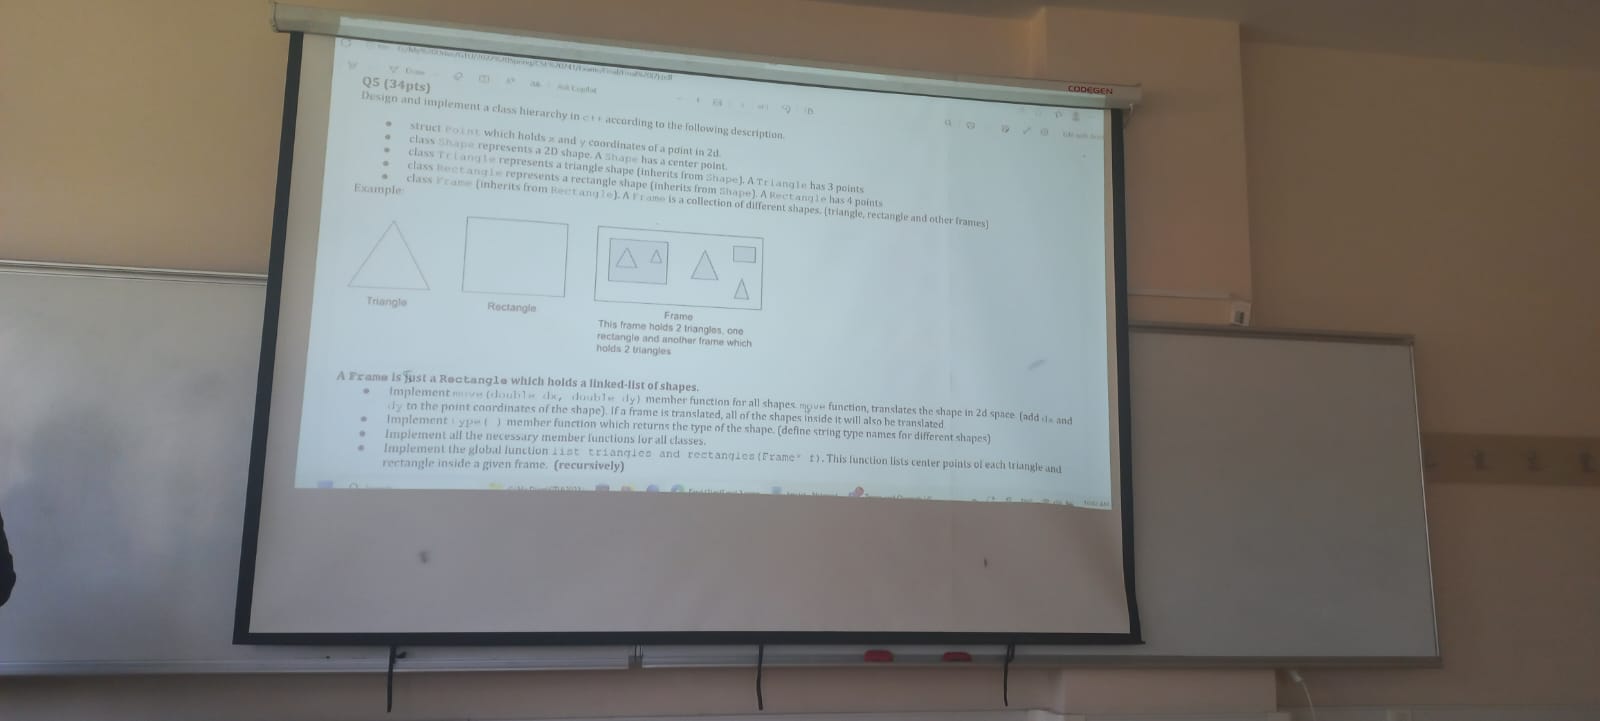 CODEGEN
Draw
Ask Copilot
Q5 (34pts)
Design and implement a class hierarchy in c++ according to the following description.
struct Point which holds x and y coordinates of a point in 2d.
class Shape represents a 2D shape. A Shape has a center point.
class Triangle represents a triangle shape (inherits from Shape). A Triangle has 3 points
class Rectangle represents a rectangle shape (inherits from Shape). A Rectangle has 4 points
class Frame (inherits from Rectangle). A Frame is a collection of different shapes. (triangle, rectangle and other frames)
Example:
Triangle
Rectangle
Frame
This frame holds 2 triangles, one
rectangle and another frame which
holds 2 triangles
A Frame is just a Rectangle which holds a linked-list of shapes.
Implement move (double dx, double dy) member function for all shapes. move function, translates the shape in 2d space. (add dx and
dy to the point coordinates of the shape). If a frame is translated, all of the shapes inside it will also be translated
Implement type( ) member function which returns the type of the shape. (define string type names for different shapes)
Implement all the necessary member functions for all classes.
Implement the global function list triangles and rectangles(Frame* f). This function lists center points of each triangle and
rectangle inside a given frame. (recursively)